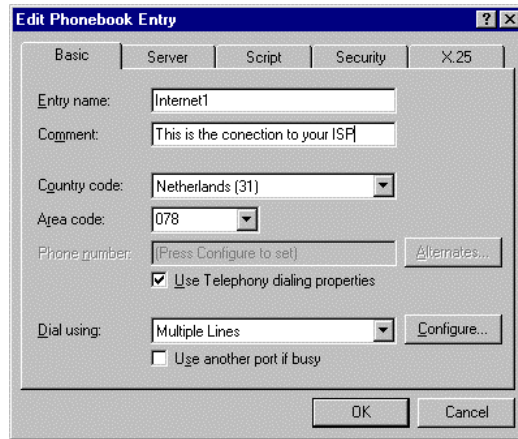 Edit Phonebook Entry
Basic Server Script Security X.25
Entry name: Internet1
Comment: This is the conection to your ISP
Country code: Netherlands (31)
Area code: 078
Phone number: (Press Configure to set) Alternates...
Use Telephony dialing properties
Dial using: Multiple Lines Configure...
Use another port if busy
OK Cancel